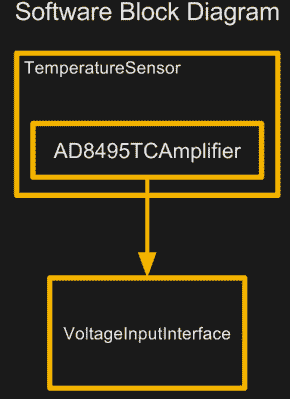 Software Block Diagram
TemperatureSensor
AD8495TCAmplifier
VoltageInputInterface